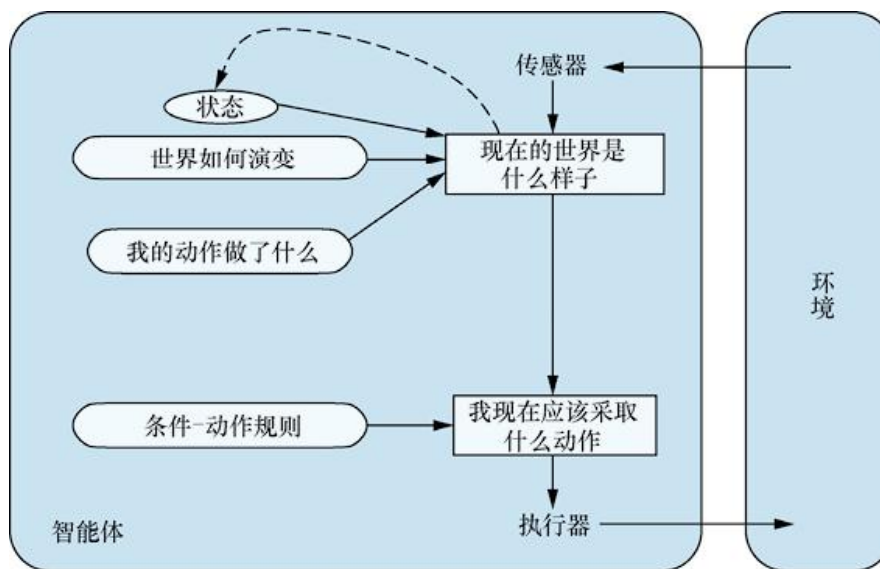 传感器
状态
现在的世界是
什么样子
世界如何演变
我的动作做了什么
环
境
条件-动作规则
我现在应该采取
什么动作
智能体
执行器